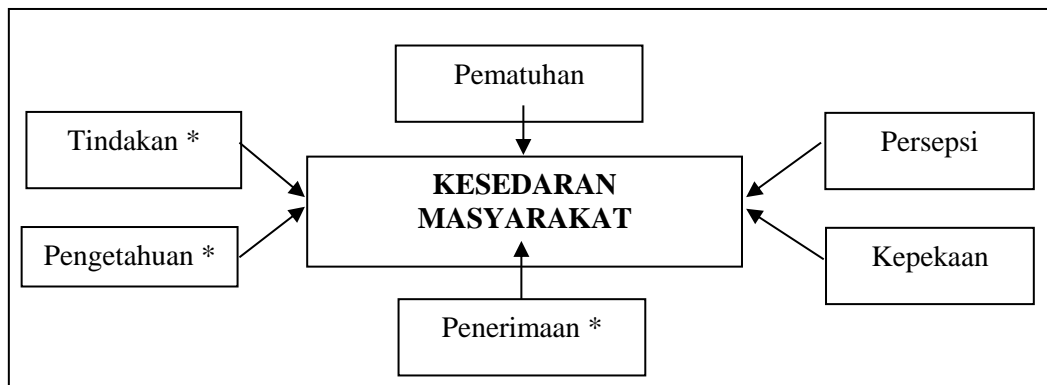 Pematuhan
Tindakan *
Persepsi
KESEDARAN
MASYARAKAT
Pengetahuan *
Kepekaan
Penerimaan *